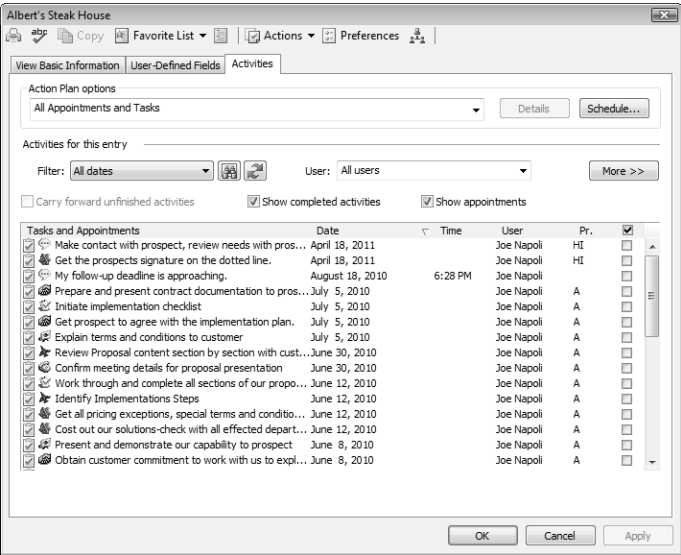 Albert's Steak House
abc Copy Favorite List Actions Preferences
View Basic Information User-Defined Fields Activities
Action Plan options
All Appointments and Tasks Details Schedule...
Activities for this entry
Filter: All dates User: All users More >>
Carry forward unfinished activities Show completed activities Show appointments
Tasks and Appointments Date Time User Pr.
Make contact with prospect, review needs with pros... April 18, 2011 Joe Napoli HI
Get the prospects signature on the dotted line. April 18, 2011 Joe Napoli HI
My follow-up deadline is approaching. August 18, 2010 6:28 PM Joe Napoli
Prepare and present contract documentation to pros... July 5, 2010 Joe Napoli A
Initiate implementation checklist July 5, 2010 Joe Napoli A
Get prospect to agree with the implementation plan. July 5, 2010 Joe Napoli A
Explain terms and conditions to customer July 5, 2010 Joe Napoli A
Review Proposal content section by section with cust... June 30, 2010 Joe Napoli A
Confirm meeting details for proposal presentation June 30, 2010 Joe Napoli A
Work through and complete all sections of our propo... June 12, 2010 Joe Napoli A
Identify Implementations Steps June 12, 2010 Joe Napoli A
Get all pricing exceptions, special terms and conditio... June 12, 2010 Joe Napoli A
Cost out our solutions-check with all effected depart... June 12, 2010 Joe Napoli A
Present and demonstrate our capability to prospect June 8, 2010 Joe Napoli A
Obtain customer commitment to work with us to expl... June 8, 2010 Joe Napoli A
OK Cancel Apply